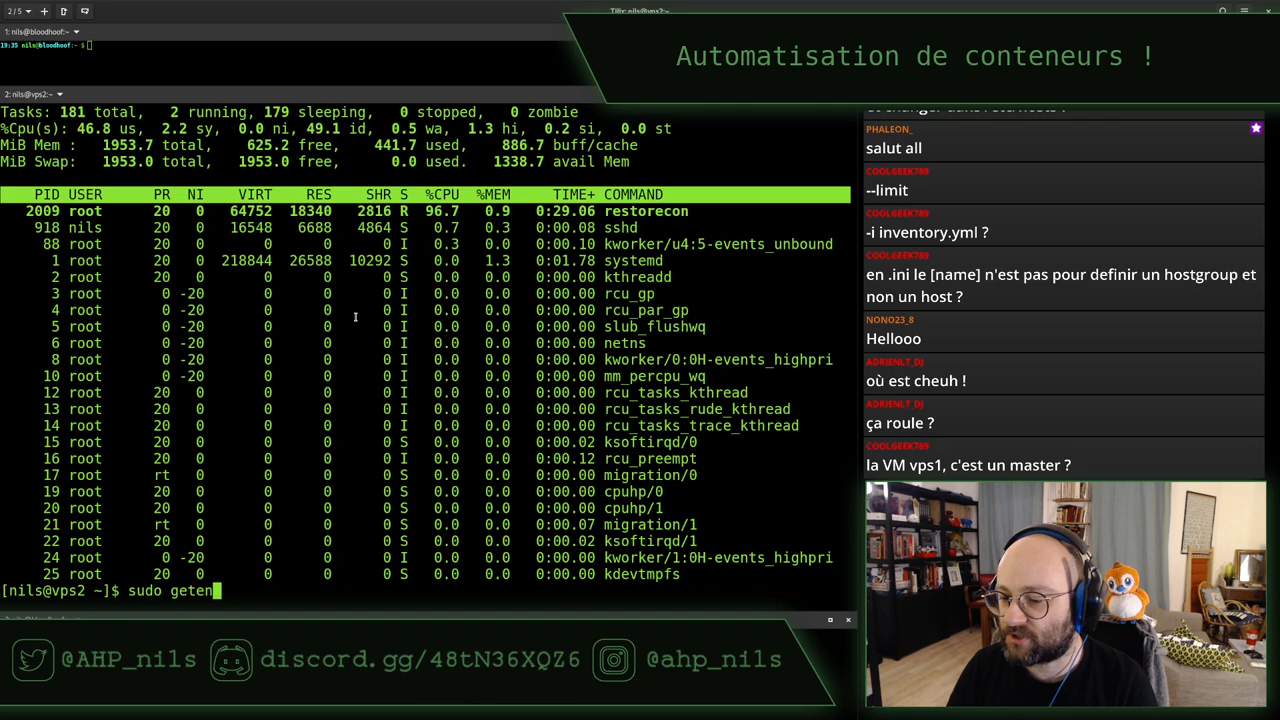 2 / 5
Tilix: nils@vps2:~
1: nils@bloodhoof:~
19:35 nils@bloodhoof:~ $
Automatisation de conteneurs !
2: nils@vps2:~
Tasks: 181 total, 2 running, 179 sleeping, 0 stopped, 0 zombie
%Cpu(s): 46.8 us, 2.2 sy, 0.0 ni, 49.1 id, 0.5 wa, 1.3 hi, 0.2 si, 0.0 st
MiB Mem : 1953.7 total, 625.2 free, 441.7 used, 886.7 buff/cache
MiB Swap: 1953.0 total, 1953.0 free, 0.0 used. 1338.7 avail Mem
PID USER PR NI VIRT RES SHR S %CPU %MEM TIME+ COMMAND
2009 root 20 0 64752 18340 2816 R 96.7 0.9 0:29.06 restorecon
918 nils 20 0 16548 6688 4864 S 0.7 0.3 0:00.08 sshd
88 root 20 0 0 0 0 I 0.3 0.0 0:00.10 kworker/u4:5-events_unbound
1 root 20 0 218844 26588 10292 S 0.0 1.3 0:01.78 systemd
2 root 20 0 0 0 0 S 0.0 0.0 0:00.00 kthreadd
3 root 0 -20 0 0 0 I 0.0 0.0 0:00.00 rcu_gp
4 root 0 -20 0 0 0 I 0.0 0.0 0:00.00 rcu_par_gp
5 root 0 -20 0 0 0 I 0.0 0.0 0:00.00 slub_flushwq
6 root 0 -20 0 0 0 I 0.0 0.0 0:00.00 netns
8 root 0 -20 0 0 0 I 0.0 0.0 0:00.00 kworker/0:0H-events_highpri
10 root 0 -20 0 0 0 I 0.0 0.0 0:00.00 mm_percpu_wq
12 root 20 0 0 0 0 I 0.0 0.0 0:00.00 rcu_tasks_kthread
13 root 20 0 0 0 0 I 0.0 0.0 0:00.00 rcu_tasks_rude_kthread
14 root 20 0 0 0 0 I 0.0 0.0 0:00.00 rcu_tasks_trace_kthread
15 root 20 0 0 0 0 S 0.0 0.0 0:00.02 ksoftirqd/0
16 root 20 0 0 0 0 I 0.0 0.0 0:00.12 rcu_preempt
17 root rt 0 0 0 0 S 0.0 0.0 0:00.00 migration/0
19 root 20 0 0 0 0 S 0.0 0.0 0:00.00 cpuhp/0
20 root 20 0 0 0 0 S 0.0 0.0 0:00.00 cpuhp/1
21 root rt 0 0 0 0 S 0.0 0.0 0:00.07 migration/1
22 root 20 0 0 0 0 S 0.0 0.0 0:00.02 ksoftirqd/1
24 root 0 -20 0 0 0 I 0.0 0.0 0:00.00 kworker/1:0H-events_highpri
25 root 20 0 0 0 0 S 0.0 0.0 0:00.00 kdevtmpfs
[nils@vps2 ~]$ sudo geten
PHALEON_
salut all
COOLGEEK789
--limit
COOLGEEK789
-i inventory.yml ?
COOLGEEK789
en .ini le [name] n'est pas pour definir un hostgroup et
non un host ?
NONO23_8
Hellooo
ADRIENLT_DJ
où est cheuh !
ADRIENLT_DJ
ça roule ?
COOLGEEK789
la VM vps1, c'est un master ?
@AHP_nils
discord.gg/48tN36XQZ6
@ahp_nils